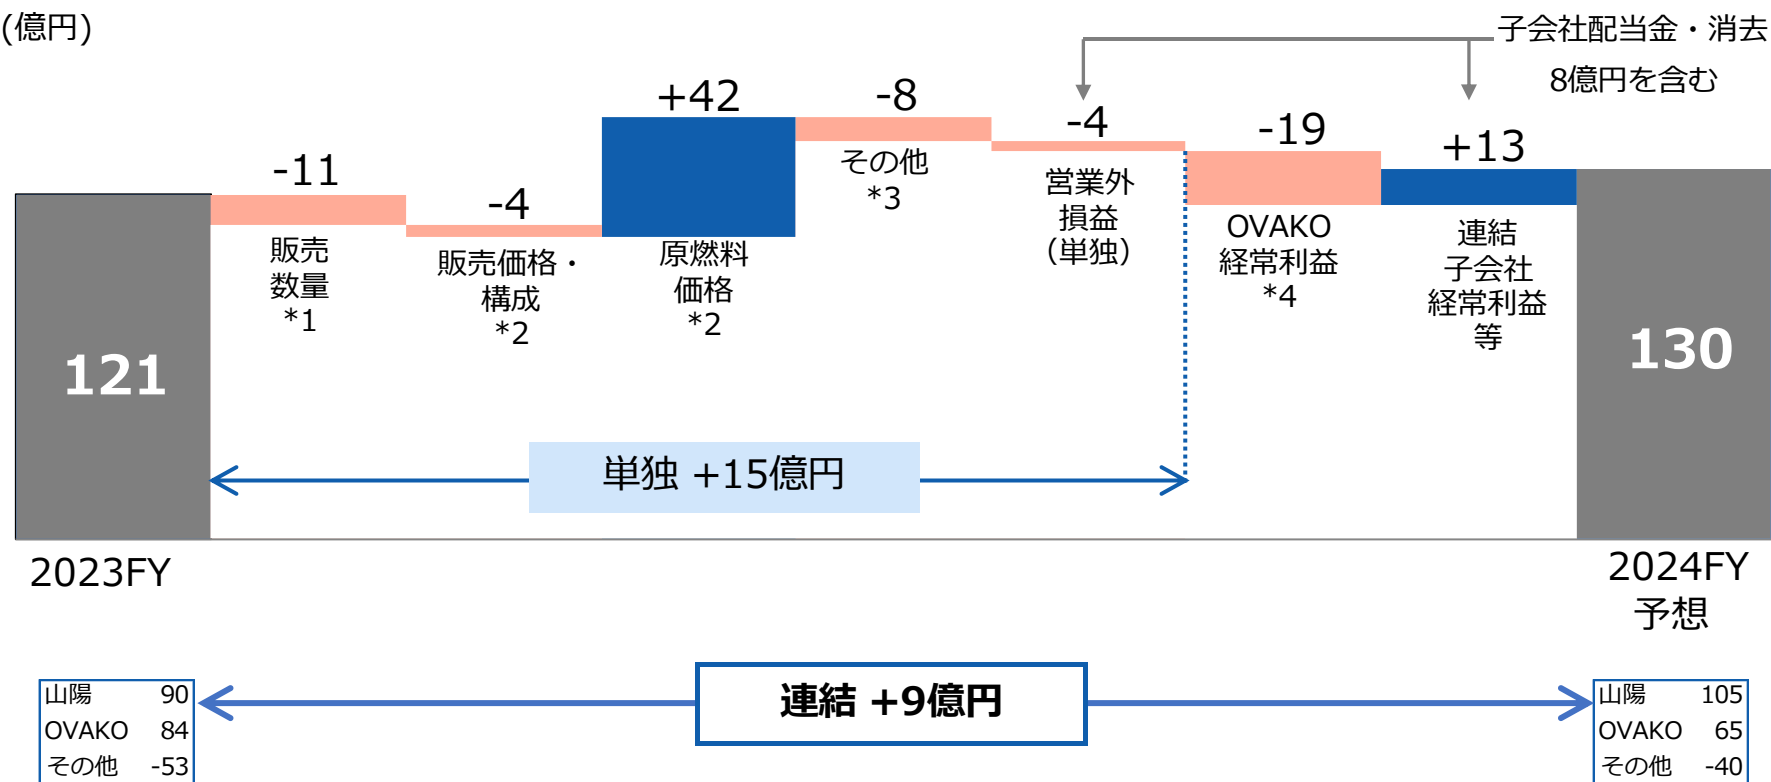 (億円)
子会社配当金・消去
8億円を含む
-11
販売
数量
*1
-4
販売価格・
構成
*2
+42
原燃料
価格
*2
-8
その他
*3
-4
営業外
損益
(単独)
-19
OVAKO
経常利益
*4
+13
連結
子会社
経常利益
等
121
130
単独 +15億円
2023FY
2024FY
予想
連結 +9億円
山陽 90
OVAKO 84
その他 -53
山陽 105
OVAKO 65
その他 -40